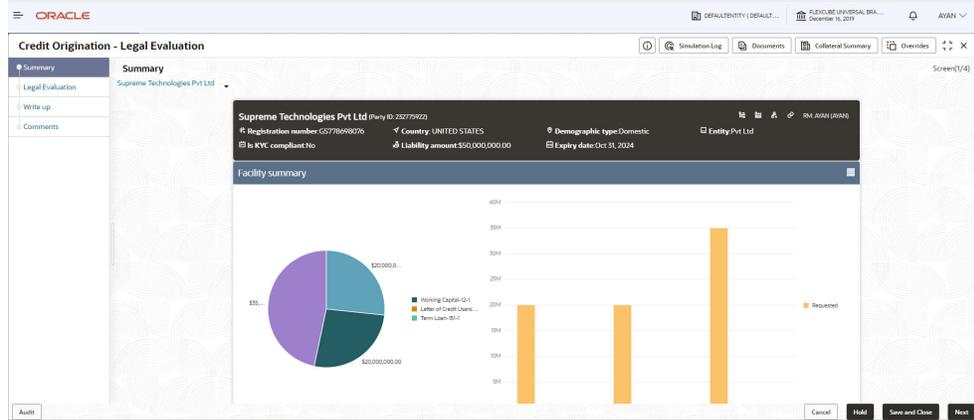 ORACLE
DEFAULTENTITY ( DEFAULT...
FLEXCUBE UNIVERSAL BRA...
December 16, 2019
AYAN
Credit Origination - Legal Evaluation
Simulation Log
Documents
Collateral Summary
Overrides
Summary
Legal Evaluation
Write up
Comments
Summary
Screen(1/4)
Supreme Technologies Pvt Ltd
Supreme Technologies Pvt Ltd (Party ID: 232775922)
RM: AYAN (AYAN)
Registration number:GS778698076
Country: UNITED STATES
Demographic type:Domestic
Entity:Pvt Ltd
Is KYC compliant:No
Liability amount:$50,000,000.00
Expiry date:Oct 31, 2024
Facility summary
$20,000,0...
$35,...
$20,000,000.00
Working Capital-12-1
Letter of Credit Usanc...
Term Loan-151-1
40M
35M
30M
25M
20M
15M
10M
5M
Requested
Audit
Cancel
Hold
Save and Close
Next